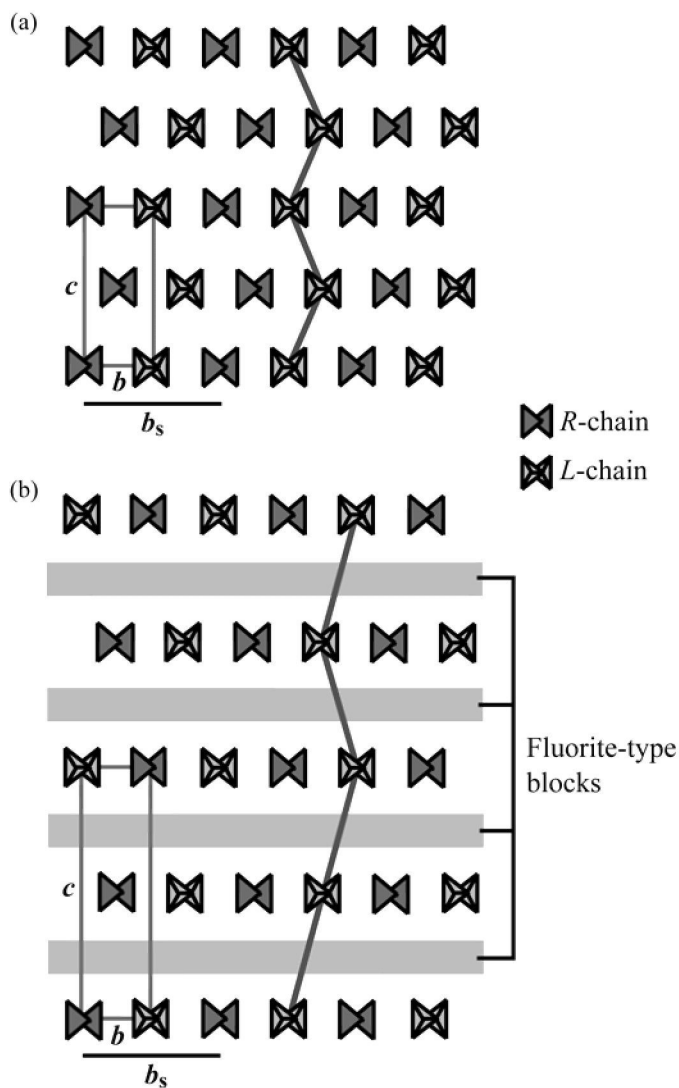 (a)
c
b
bs
R-chain
L-chain
(b)
Fluorite-type
blocks
c
b
bs